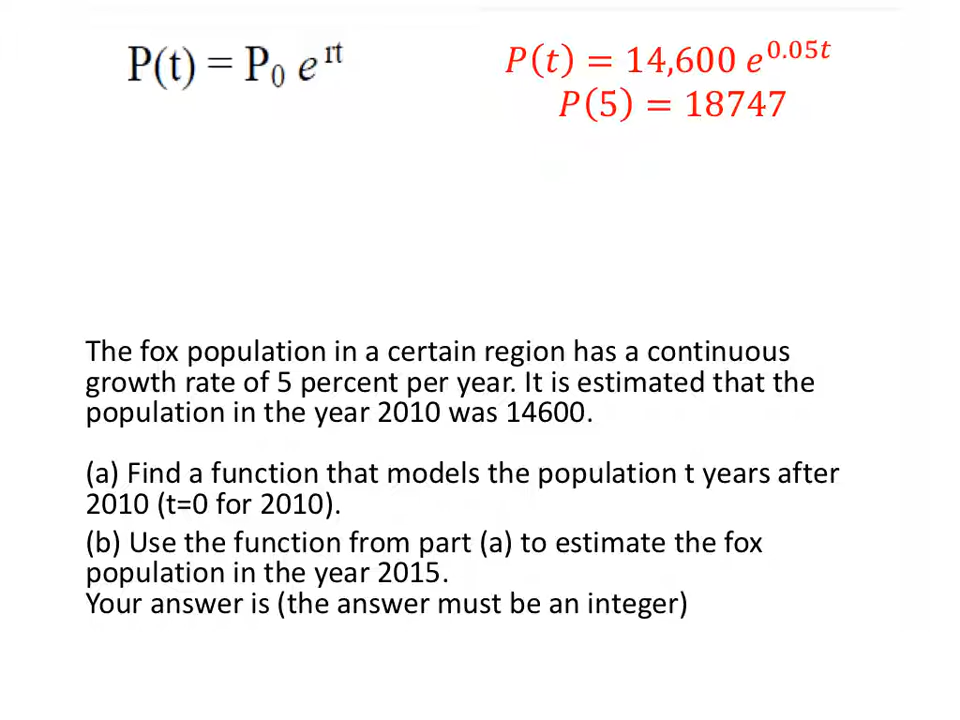 P(t) = P₀ e^rt
P(t) = 14,600 e^0.05t
P(5) = 18747
The fox population in a certain region has a continuous
growth rate of 5 percent per year. It is estimated that the
population in the year 2010 was 14600.
(a) Find a function that models the population t years after
2010 (t=0 for 2010).
(b) Use the function from part (a) to estimate the fox
population in the year 2015.
Your answer is (the answer must be an integer)